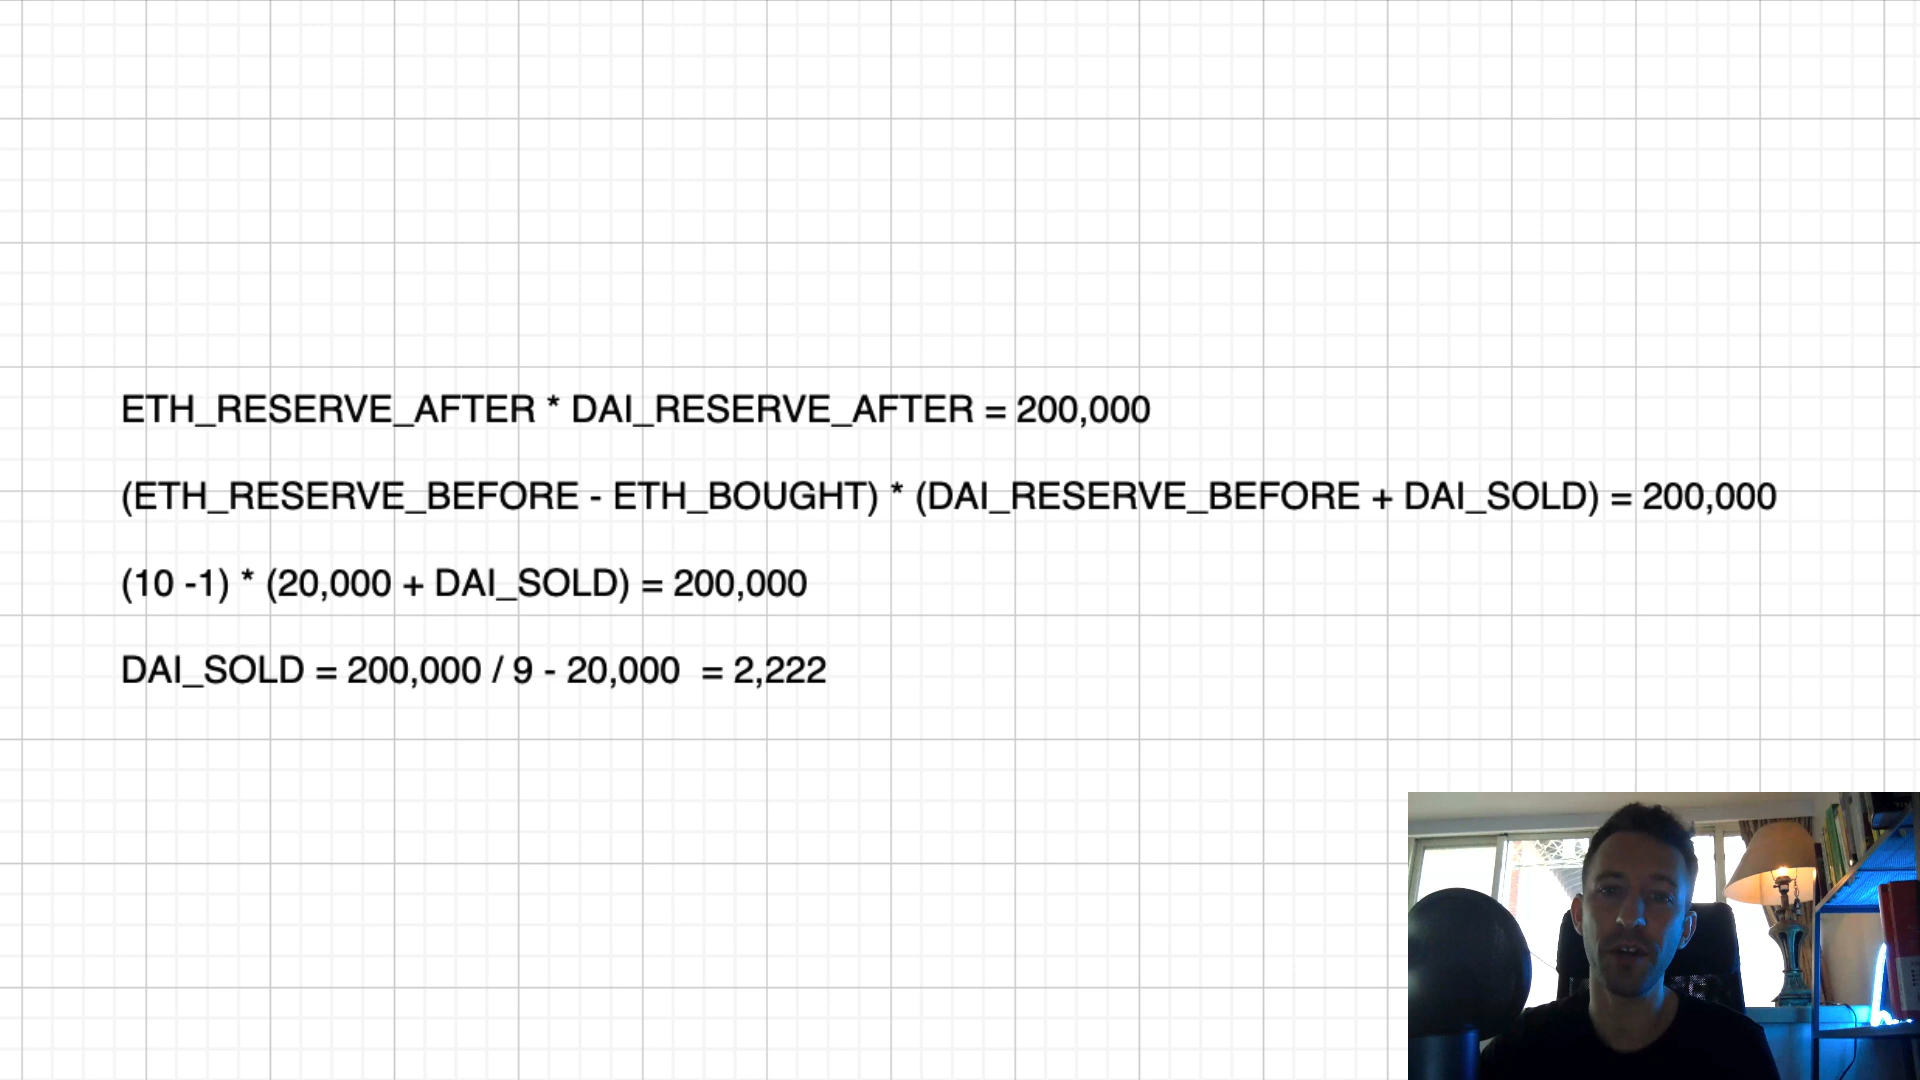 ETH_RESERVE_AFTER * DAI_RESERVE_AFTER = 200,000
(ETH_RESERVE_BEFORE - ETH_BOUGHT) * (DAI_RESERVE_BEFORE + DAI_SOLD) = 200,000
(10 -1) * (20,000 + DAI_SOLD) = 200,000
DAI_SOLD = 200,000 / 9 - 20,000  = 2,222